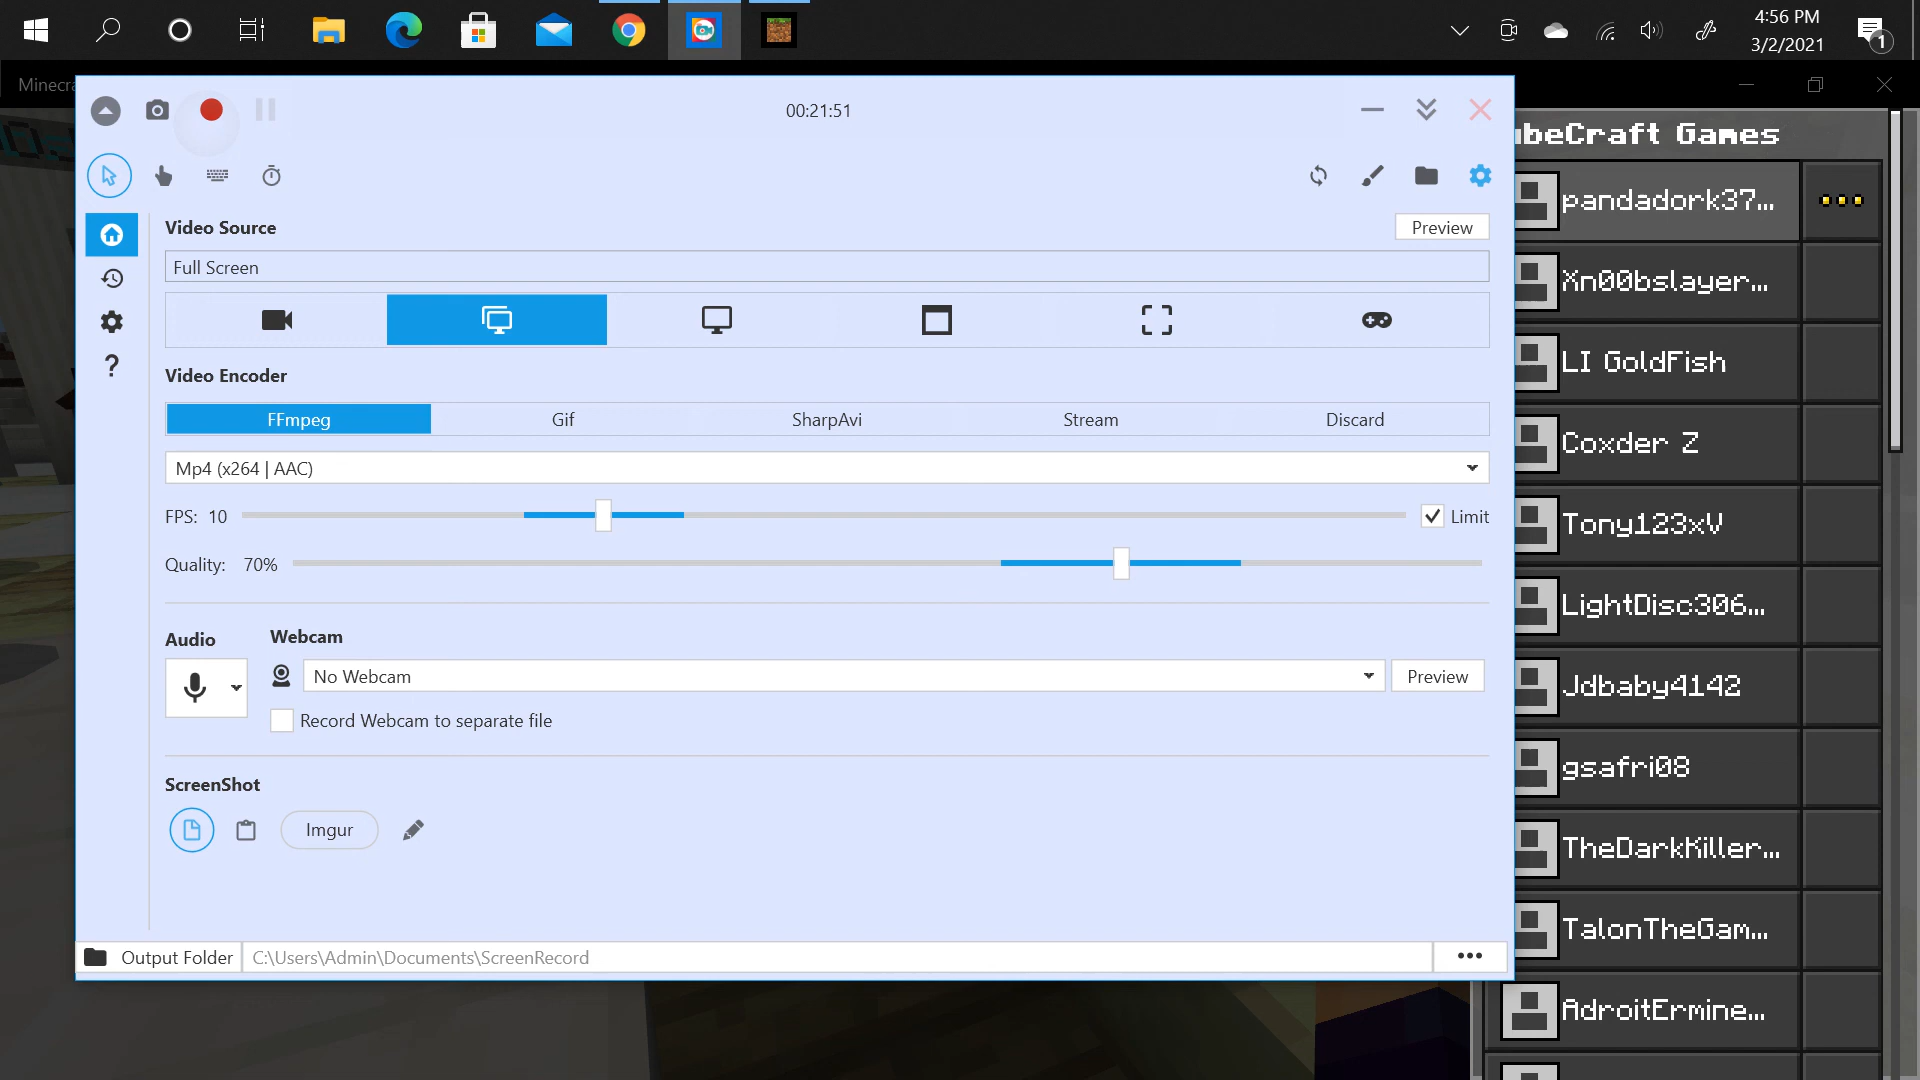 4:56 PM
3/2/2021
1
Minecra
00:21:51
Video Source
Preview
Full Screen
Video Encoder
FFmpeg
Gif
SharpAvi
Stream
Discard
Mp4 (x264 | AAC)
FPS: 10
Limit
Quality: 70%
Audio
Webcam
No Webcam
Preview
Record Webcam to separate file
ScreenShot
Imgur
Output Folder
C:\Users\Admin\Documents\ScreenRecord
ubeCraft Games
pandadork37...
Xn00bslayer...
LI GoldFish
Coxder Z
Tony123xV
LightDisc306...
Jdbaby4142
gsafri08
TheDarkKiller...
TalonTheGam...
AdroitErmine...